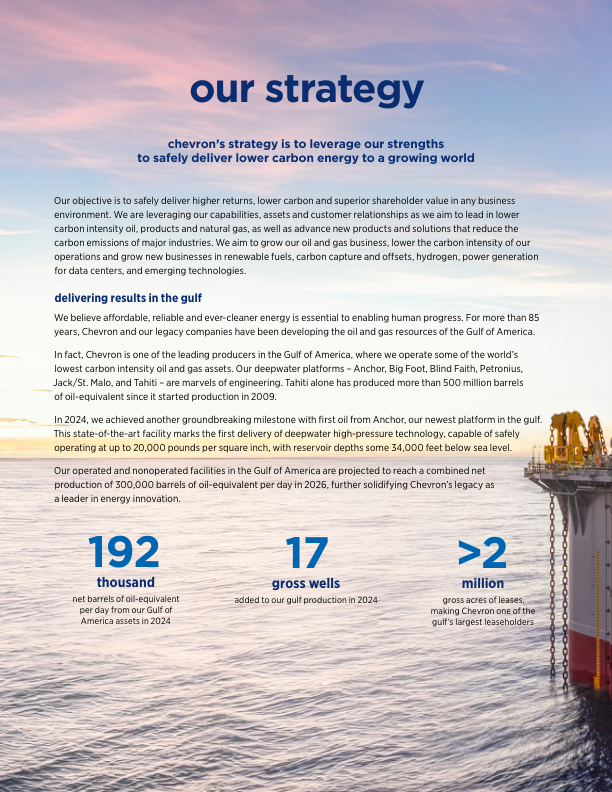 our strategy
chevron's strategy is to leverage our strengths
to safely deliver lower carbon energy to a growing world
Our objective is to safely deliver higher returns, lower carbon and superior shareholder value in any business
environment. We are leveraging our capabilities, assets and customer relationships as we aim to lead in lower
carbon intensity oil, products and natural gas, as well as advance new products and solutions that reduce the
carbon emissions of major industries. We aim to grow our oil and gas business, lower the carbon intensity of our
operations and grow new businesses in renewable fuels, carbon capture and offsets, hydrogen, power generation
for data centers, and emerging technologies.
delivering results in the gulf
We believe affordable, reliable and ever-cleaner energy is essential to enabling human progress. For more than 85
years, Chevron and our legacy companies have been developing the oil and gas resources of the Gulf of America.
In fact, Chevron is one of the leading producers in the Gulf of America, where we operate some of the world's
lowest carbon intensity oil and gas assets. Our deepwater platforms – Anchor, Big Foot, Blind Faith, Petronius,
Jack/St. Malo, and Tahiti – are marvels of engineering. Tahiti alone has produced more than 500 million barrels
of oil-equivalent since it started production in 2009.
In 2024, we achieved another groundbreaking milestone with first oil from Anchor, our newest platform in the gulf.
This state-of-the-art facility marks the first delivery of deepwater high-pressure technology, capable of safely
operating at up to 20,000 pounds per square inch, with reservoir depths some 34,000 feet below sea level.
Our operated and nonoperated facilities in the Gulf of America are projected to reach a combined net
production of 300,000 barrels of oil-equivalent per day in 2026, further solidifying Chevron's legacy as
a leader in energy innovation.
192
thousand
net barrels of oil-equivalent
per day from our Gulf of
America assets in 2024
17
gross wells
added to our gulf production in 2024
>2
million
gross acres of leases,
making Chevron one of the
gulf's largest leaseholders